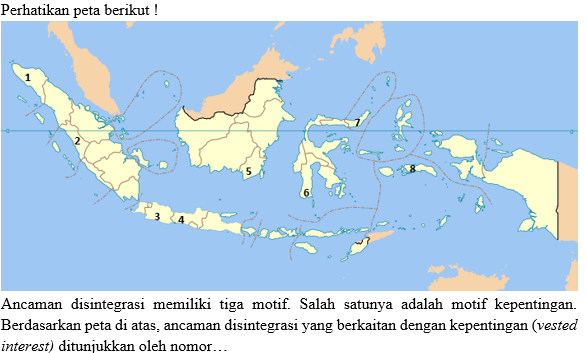 Perhatikan peta berikut !
1
2
7
5
8
6
3
4
Ancaman disintegrasi memiliki tiga motif. Salah satunya adalah motif kepentingan.
Berdasarkan peta di atas, ancaman disintegrasi yang berkaitan dengan kepentingan (vested
interest) ditunjukkan oleh nomor…